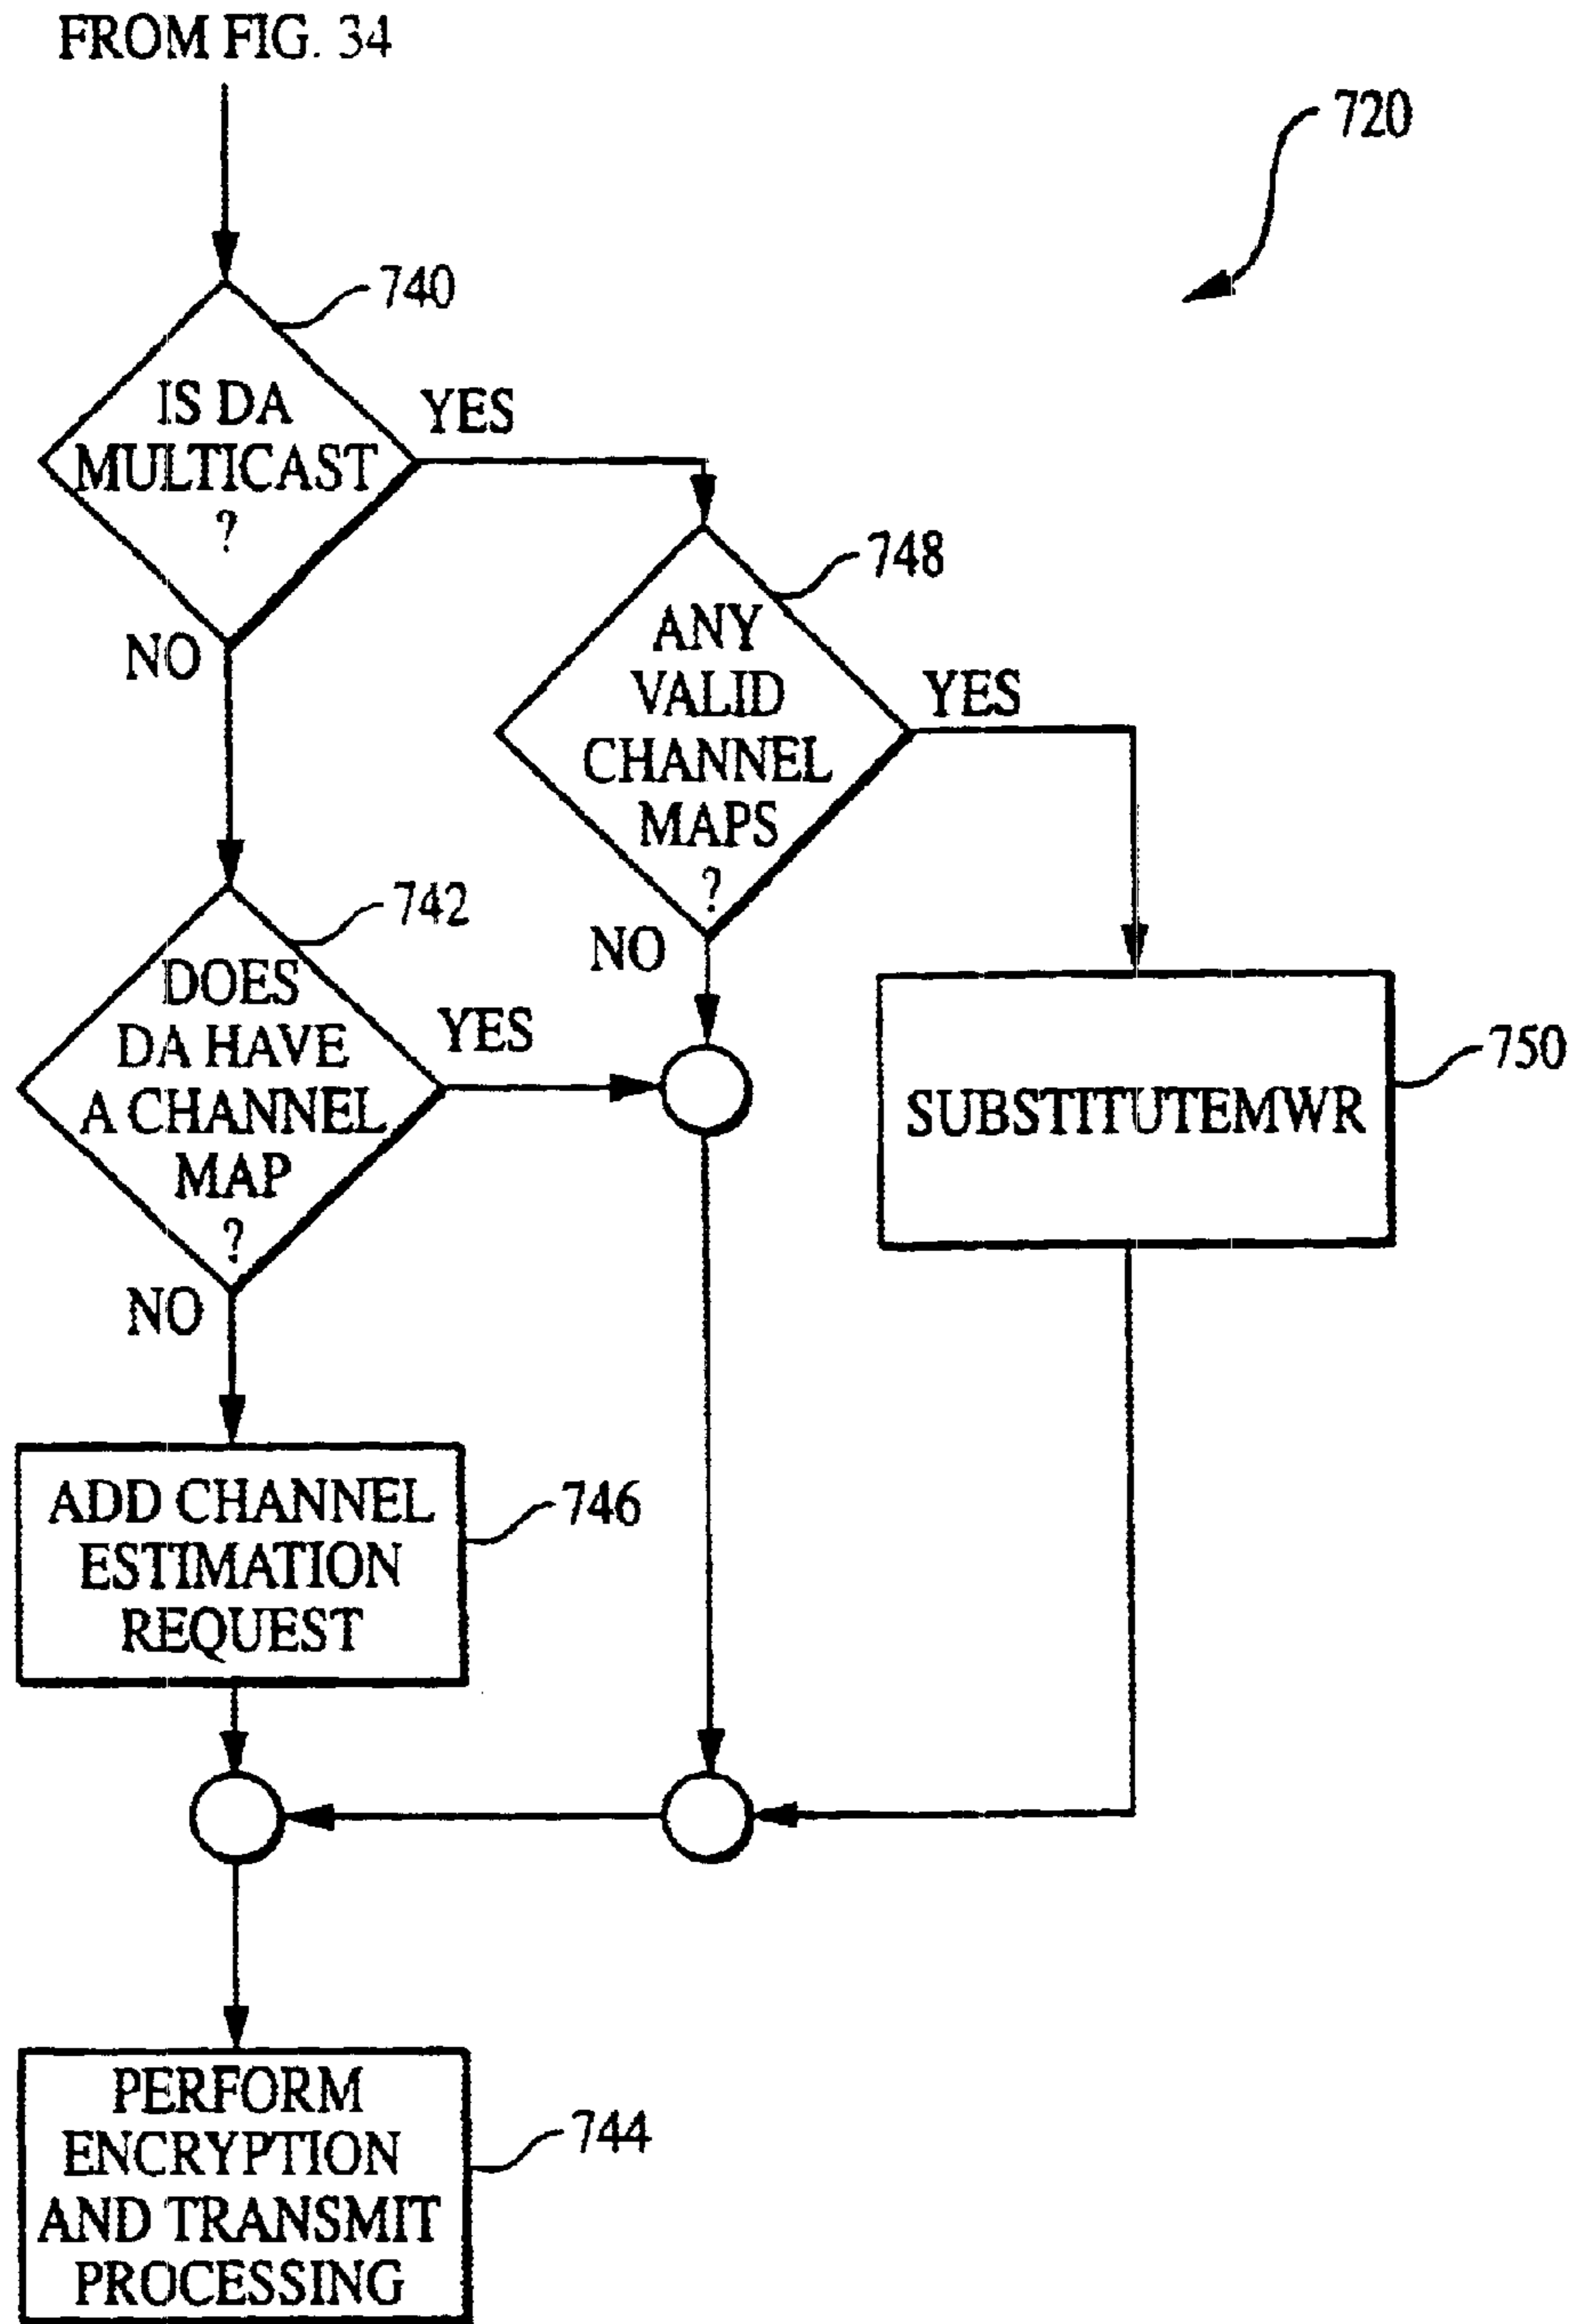 FROM FIG. 34
720
740
IS DA
MULTICAST
?
YES
NO
748
ANY
VALID
CHANNEL
MAPS
?
YES
NO
742
DOES
DA HAVE
A CHANNEL
MAP
?
YES
NO
SUBSTITUTEMWR
750
ADD CHANNEL
ESTIMATION
REQUEST
746
PERFORM
ENCRYPTION
AND TRANSMIT
PROCESSING
744